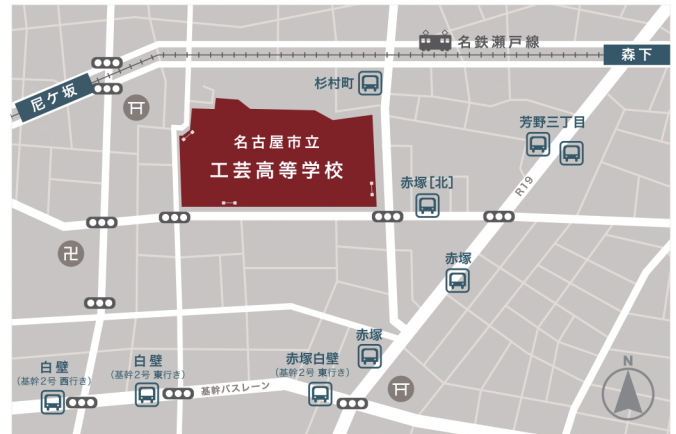 名鉄瀬戸線
森下
尼ケ坂
杉村町
芳野三丁目
名古屋市立
工芸高等学校
赤塚[北]
R19
赤塚
赤塚
白壁
(基幹2号 西行き)
白壁
(基幹2号 東行き)
基幹バスレーン
赤塚白壁
(基幹2号 東行き)
N